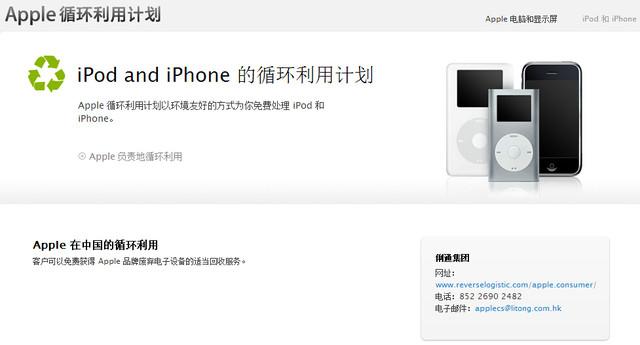 Apple 循环利用计划
Apple 电脑和显示屏
iPod 和 iPhone
iPod and iPhone 的循环利用计划
Apple 循环利用计划以环境友好的方式为你免费处理 iPod 和
iPhone。
Apple 负责地循环利用
Apple 在中国的循环利用
客户可以免费获得 Apple 品牌废弃电子设备的适当回收服务。
俐通集团
网址：
www.reverselogistic.com/apple.consumer/
电话：852 2690 2482
电子邮件：applecs@litong.com.hk